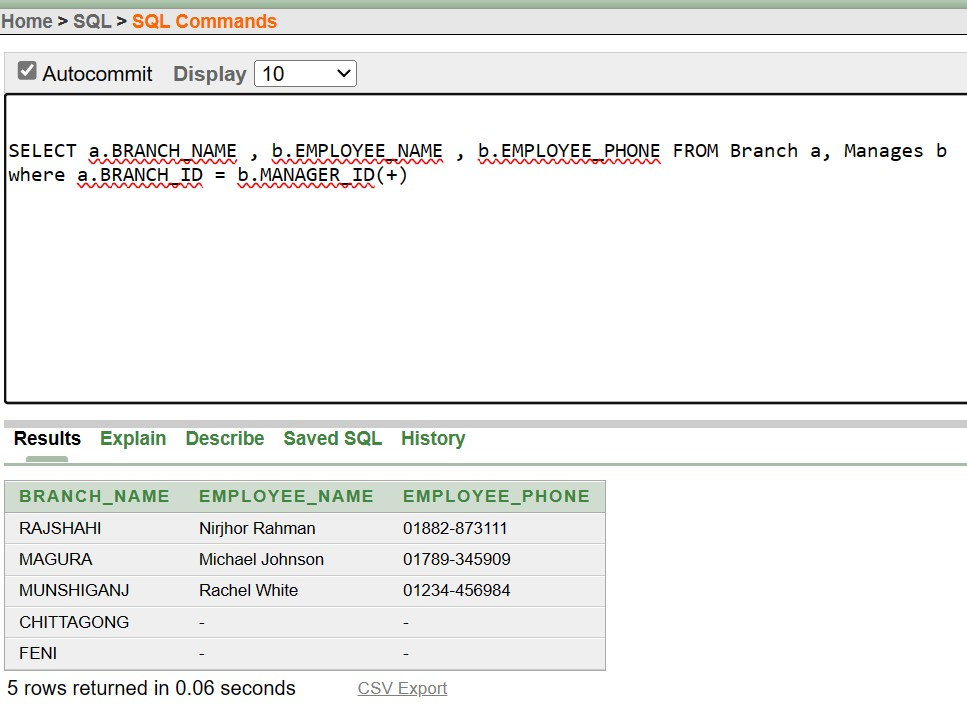 Home > SQL > SQL Commands
Autocommit Display 10
SELECT a.BRANCH_NAME , b.EMPLOYEE_NAME , b.EMPLOYEE_PHONE FROM Branch a, Manages b
where a.BRANCH_ID = b.MANAGER_ID(+)
Results Explain Describe Saved SQL History
BRANCH_NAME EMPLOYEE_NAME EMPLOYEE_PHONE
RAJSHAHI Nirjhor Rahman 01882-873111
MAGURA Michael Johnson 01789-345909
MUNSHIGANJ Rachel White 01234-456984
CHITTAGONG - -
FENI - -
5 rows returned in 0.06 seconds CSV Export